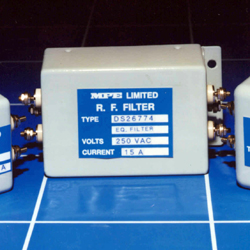 MPE LIMITED
R. F. FILTER
TYPE DS26774
EQ. FILTER
VOLTS 250 VAC
CURRENT 15 A